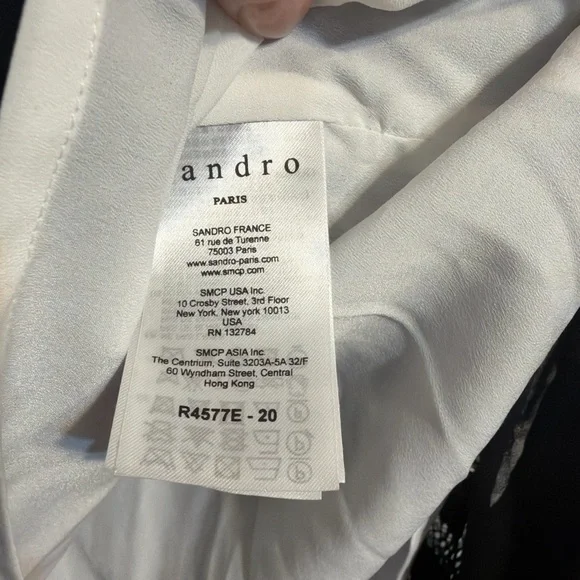 andro
PARIS
SANDRO FRANCE
61 rue de Turenne
75003 Paris
www.sandro-paris.com
www.smcp.com
SMCP USA Inc.
10 Crosby Street, 3rd Floor
New York, New york 10013
USA
RN 132784
SMCP ASIA Inc
The Centrium, Suite 3203A-5A 32/F
60 Wyndham Street, Central
Hong Kong
R4577E - 20